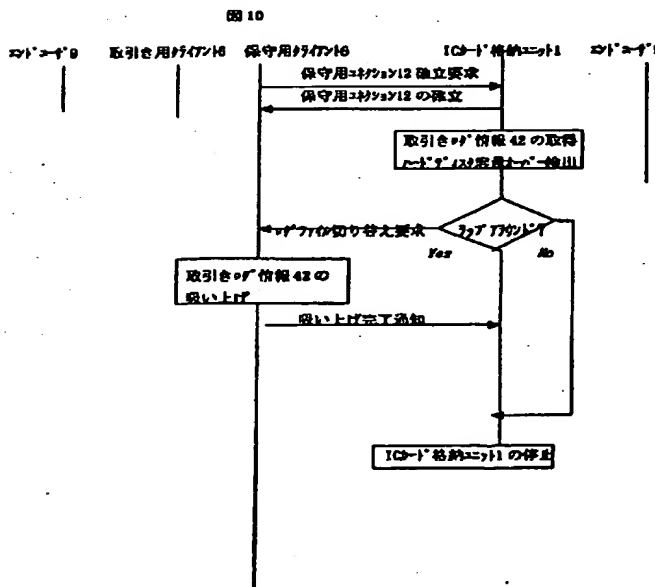 図10
エンドユーザ9 取引き用クライアント6 保守用クライアント6 ICカード格納ユニット1 エンドユーザ
保守用コネクション12 確立要求
保守用コネクション12 の確立
取引きログ情報 42 の取得
ハードディスク容量オーバー検出
ログファイル切り替え要求
ラップアラウンド?
Yes No
取引きログ情報 42 の
吸い上げ
吸い上げ完了通知
ICカード格納ユニット1 の停止